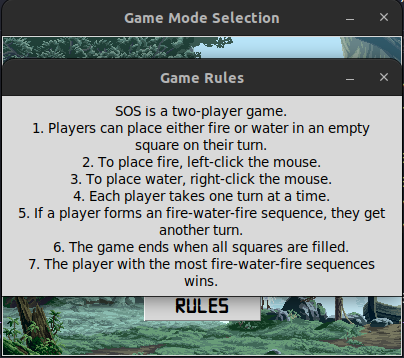 Game Mode Selection
Game Rules
SOS is a two-player game.
1. Players can place either fire or water in an empty
square on their turn.
2. To place fire, left-click the mouse.
3. To place water, right-click the mouse.
4. Each player takes one turn at a time.
5. If a player forms an fire-water-fire sequence, they get
another turn.
6. The game ends when all squares are filled.
7. The player with the most fire-water-fire sequences
wins.
RULES